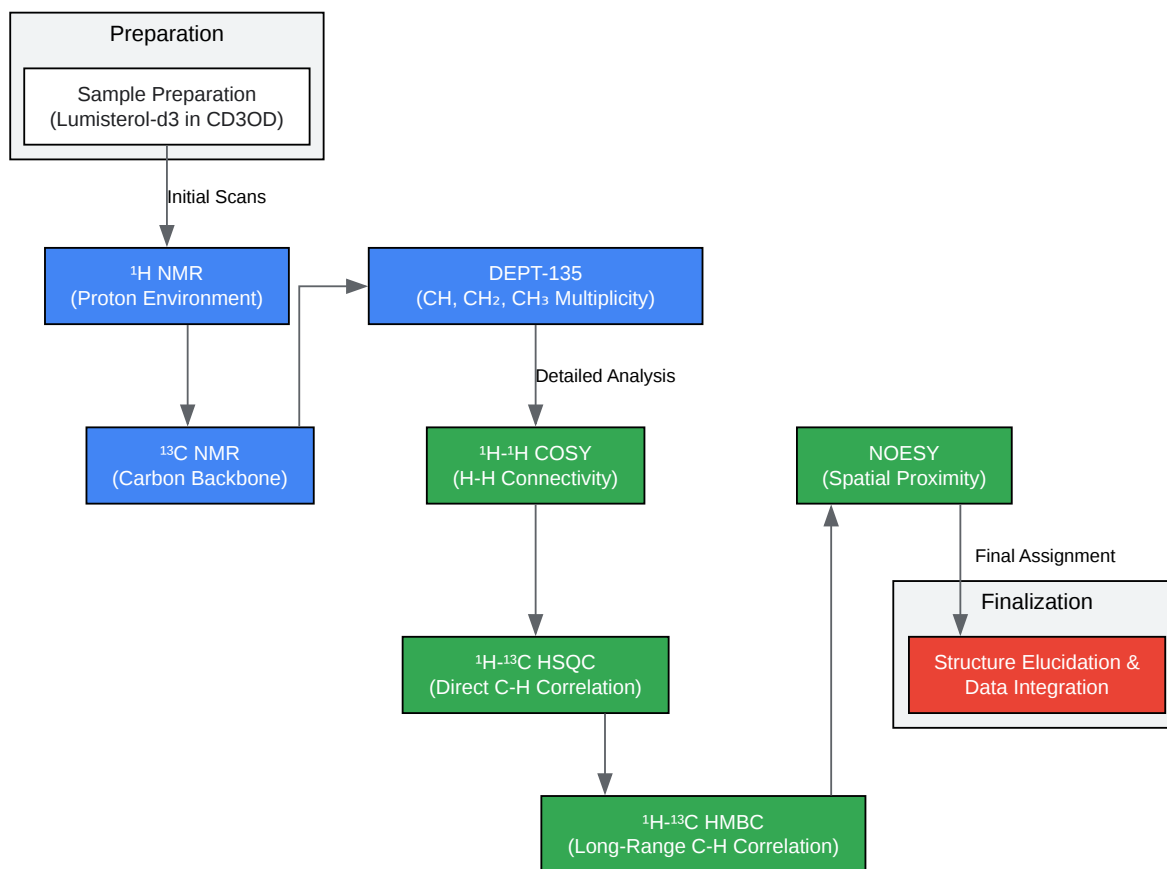 Preparation
Sample Preparation
(Lumisterol-d3 in CD3OD)
Initial Scans
¹H NMR
(Proton Environment)
DEPT-135
(CH, CH₂, CH₃ Multiplicity)
Detailed Analysis
¹³C NMR
(Carbon Backbone)
¹H-¹H COSY
(H-H Connectivity)
NOESY
(Spatial Proximity)
Final Assignment
Finalization
¹H-¹³C HSQC
(Direct C-H Correlation)
Structure Elucidation &
Data Integration
¹H-¹³C HMBC
(Long-Range C-H Correlation)